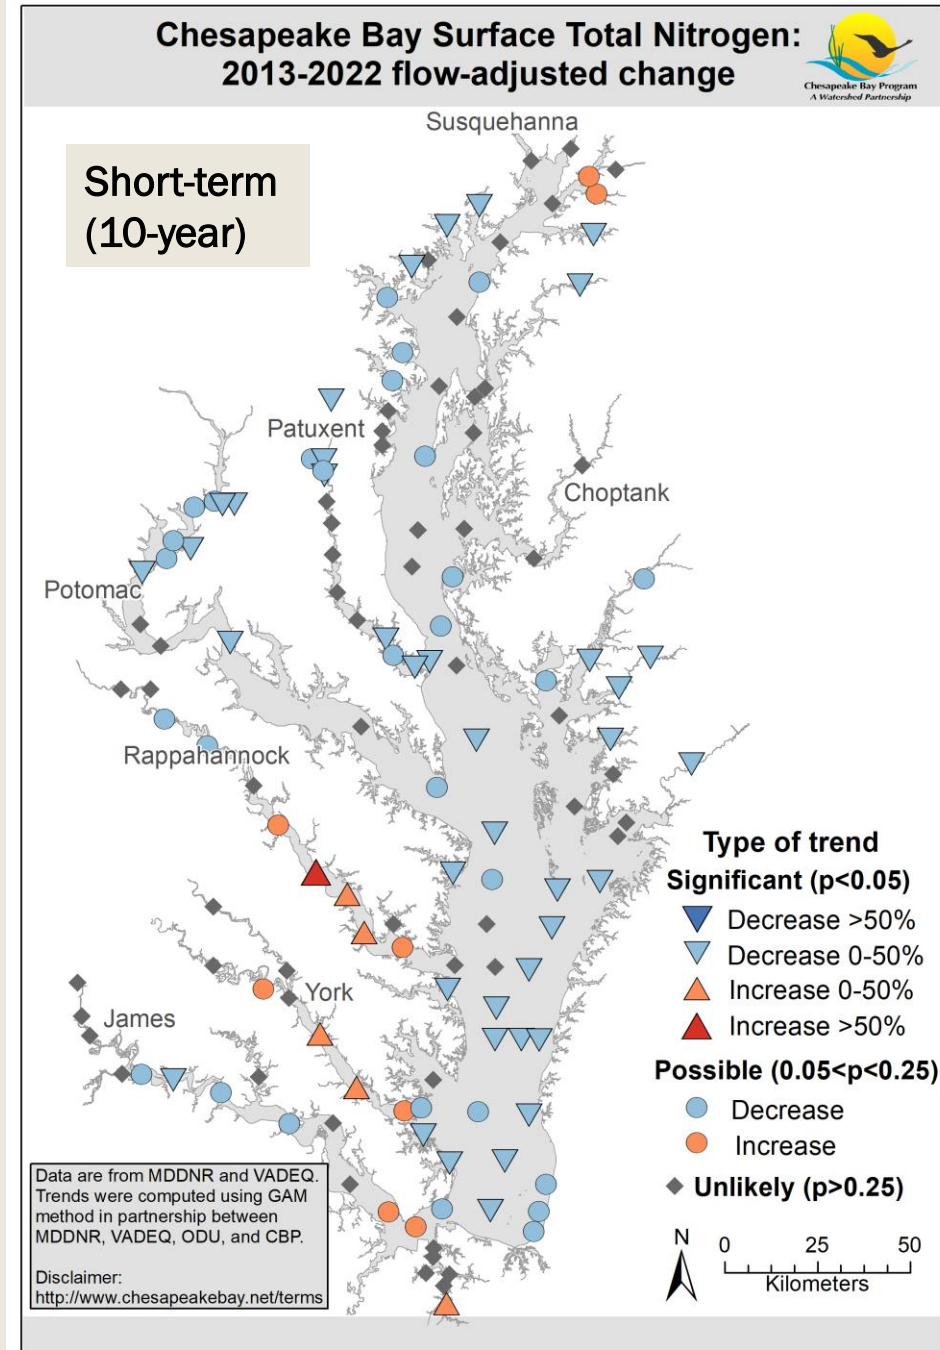 Chesapeake Bay Surface Total Nitrogen:
2013-2022 flow-adjusted change
Chesapeake Bay Program
A Watershed Partnership
Susquehanna
Short-term
(10-year)
Patuxent
Choptank
Potomac
Rappahannock
York
James
Type of trend
Significant (p<0.05)
Decrease >50%
Decrease 0-50%
Increase 0-50%
Increase >50%
Possible (0.05<p<0.25)
Decrease
Increase
Unlikely (p>0.25)
N
0 25 50
Kilometers
Data are from MDDNR and VADEQ.
Trends were computed using GAM
method in partnership between
MDDNR, VADEQ, ODU, and CBP.
Disclaimer:
http://www.chesapeakebay.net/terms